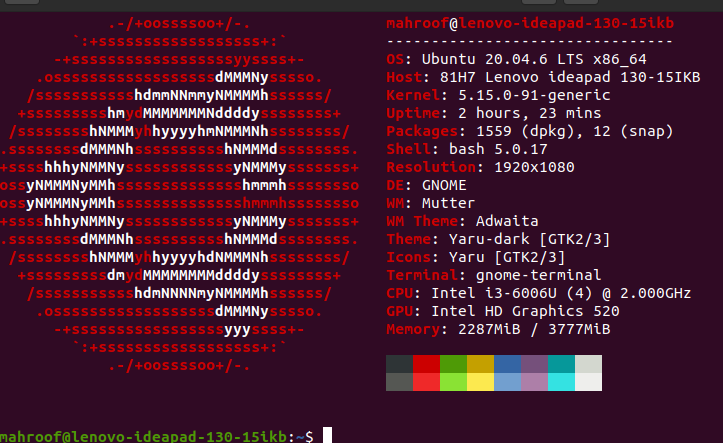 .-/+oossssoo+/-.
`:+ssssssssssssssssss+:`
-+ssssssssssssssssssyyssss+-
.ossssssssssssssssssdMMMNysssso.
/ssssssssssshdmmNNmmyNMMMMhssssss/
+ssssssssshmydMMMMMMMNddddyssssssss+
/sssssssshNMMMyhhyyyyhmNMMMNhssssssss/
.ssssssssdMMMNhsssssssssshNMMMdssssssss.
+sssshhhyNMMNyssssssssssssyNMMMysssssss+
ossyNMMMNyMMhsssssssssssssshmmmhssssssso
ossyNMMMNyMMhsssssssssssssshmmmhssssssso
+sssshhhyNMMNyssssssssssssyNMMMysssssss+
.ssssssssdMMMNhsssssssssshNMMMdssssssss.
/sssssssshNMMMyhhyyyyhdNMMMNhssssssss/
+sssssssssdmydMMMMMMMMddddyssssssss+
/ssssssssssshdmNNNNmyNMMMMhssssss/
.ossssssssssssssssssdMMMNysssso.
-+sssssssssssssssssyyyssss+-
`:+ssssssssssssssssss+:`
.-/+oossssoo+/-.
mahroof@lenovo-ideapad-130-15ikb
--------------------------------
OS: Ubuntu 20.04.6 LTS x86_64
Host: 81H7 Lenovo ideapad 130-15IKB
Kernel: 5.15.0-91-generic
Uptime: 2 hours, 23 mins
Packages: 1559 (dpkg), 12 (snap)
Shell: bash 5.0.17
Resolution: 1920x1080
DE: GNOME
WM: Mutter
WM Theme: Adwaita
Theme: Yaru-dark [GTK2/3]
Icons: Yaru [GTK2/3]
Terminal: gnome-terminal
CPU: Intel i3-6006U (4) @ 2.000GHz
GPU: Intel HD Graphics 520
Memory: 2287MiB / 3777MiB
mahroof@lenovo-ideapad-130-15ikb:~$